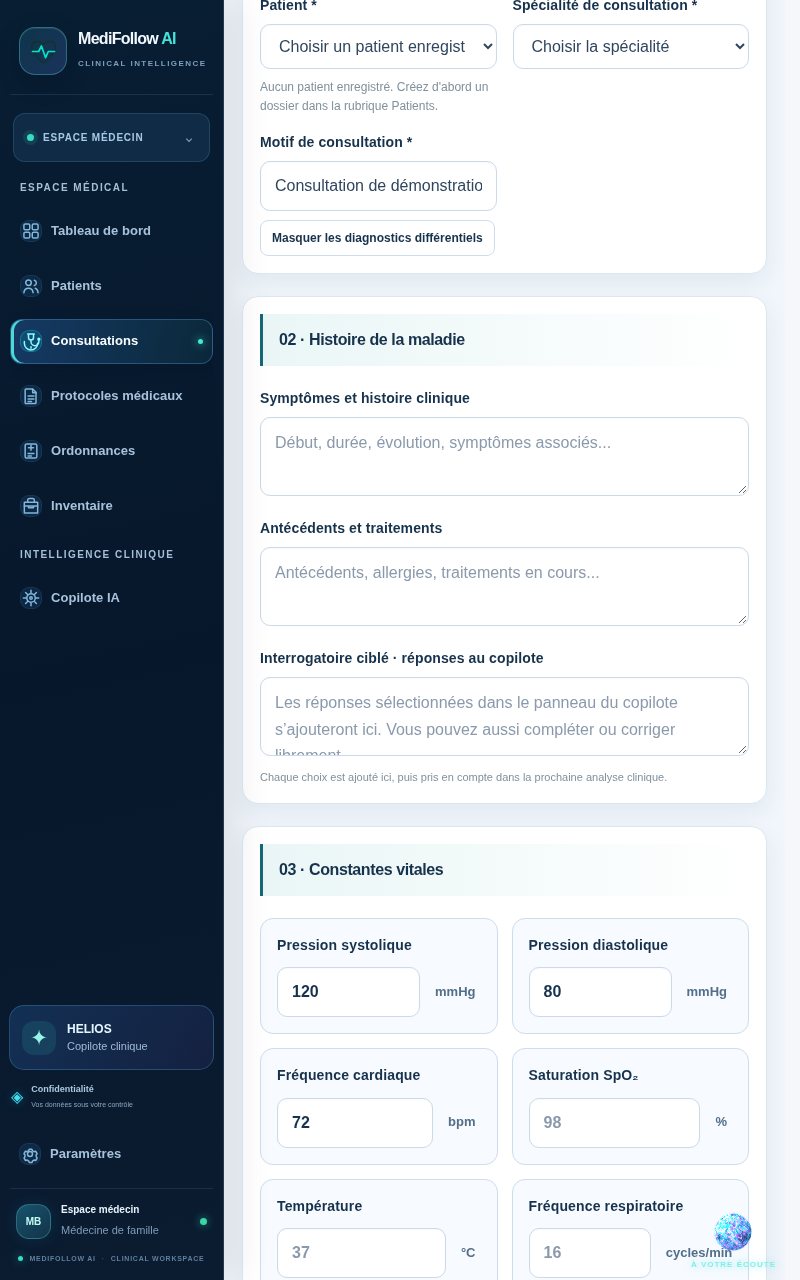 MediFollow AI
CLINICAL INTELLIGENCE
ESPACE MÉDECIN
ESPACE MÉDICAL
Tableau de bord
Patients
Consultations
Protocoles médicaux
Ordonnances
Inventaire
INTELLIGENCE CLINIQUE
Copilote IA
HELIOS
Copilote clinique
Confidentialité
Vos données sous votre contrôle
Paramètres
MB
Espace médecin
Médecine de famille
MEDIFOLLOW AI · CLINICAL WORKSPACE
Patient *
Spécialité de consultation *
Choisir un patient enregist
Choisir la spécialité
Aucun patient enregistré. Créez d'abord un
dossier dans la rubrique Patients.
Motif de consultation *
Consultation de démonstratio
Masquer les diagnostics différentiels
02 · Histoire de la maladie
Symptômes et histoire clinique
Début, durée, évolution, symptômes associés...
Antécédents et traitements
Antécédents, allergies, traitements en cours...
Interrogatoire ciblé · réponses au copilote
Les réponses sélectionnées dans le panneau du copilote
s’ajouteront ici. Vous pouvez aussi compléter ou corriger
librement
Chaque choix est ajouté ici, puis pris en compte dans la prochaine analyse clinique.
03 · Constantes vitales
Pression systolique
120 mmHg
Pression diastolique
80 mmHg
Fréquence cardiaque
72 bpm
Saturation SpO₂
98 %
Température
37 °C
Fréquence respiratoire
16 cycles/min
À VOTRE ÉCOUTE